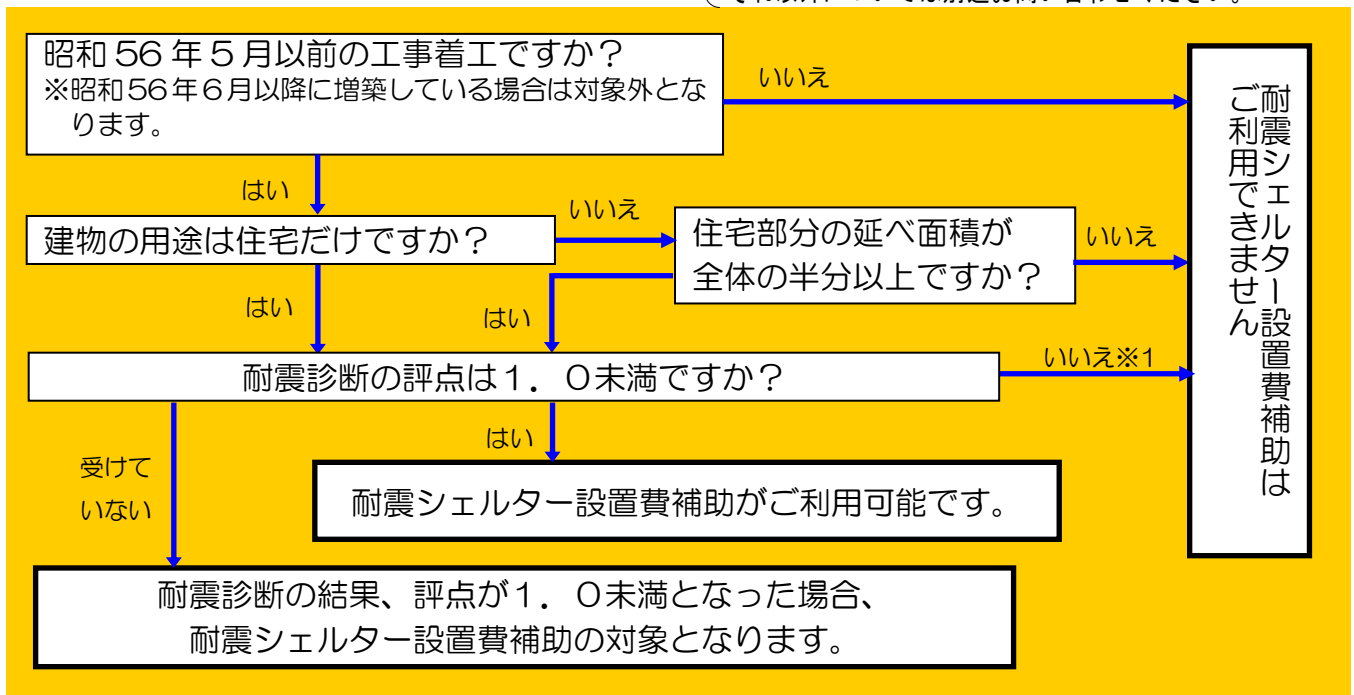 昭和56年5月以前の工事着工ですか？
※昭和56年6月以降に増築している場合は対象外とな
ります。
いいえ
はい
建物の用途は住宅だけですか？
いいえ
住宅部分の延べ面積が
全体の半分以上ですか？
いいえ
はい
はい
耐震診断の評点は１．０未満ですか？
いいえ※1
はい
受けて
いない
耐震シェルター設置費補助がご利用可能です。
耐震診断の結果、評点が１．０未満となった場合、
耐震シェルター設置費補助の対象となります。
耐震シェルター設置費補助は
ご利用できません